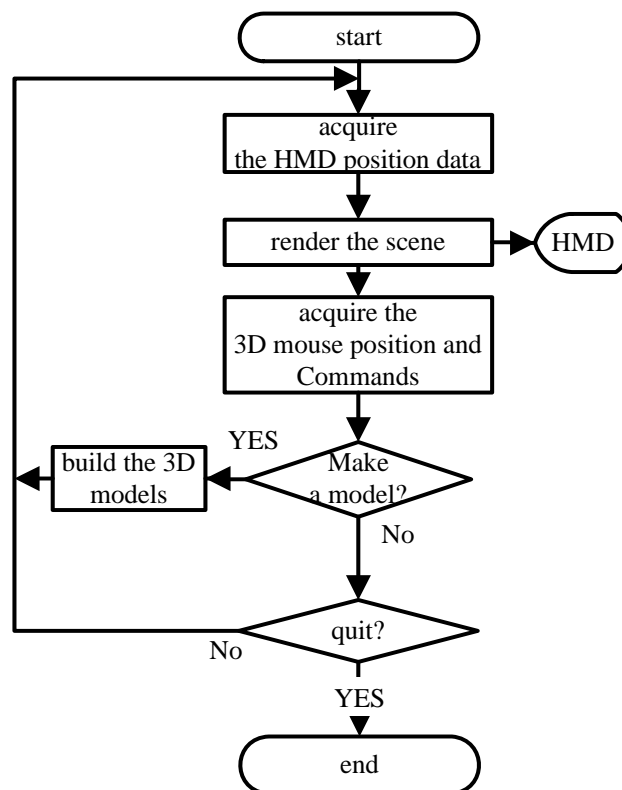 start
acquire
the HMD position data
render the scene
HMD
acquire the
3D mouse position and
Commands
YES
build the 3D
models
Make
a model?
No
quit?
No
YES
end